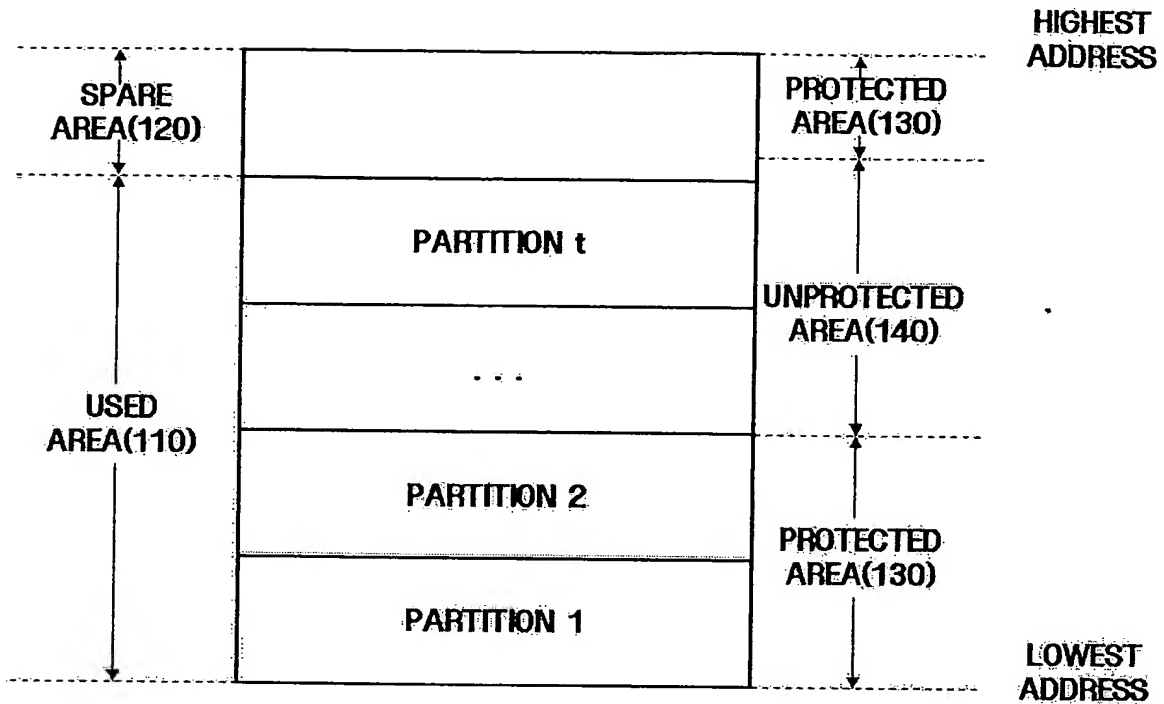 HIGHEST
ADDRESS
SPARE
AREA(120)
PROTECTED
AREA(130)
PARTITION t
UNPROTECTED
AREA(140)
. . .
USED
AREA(110)
PARTITION 2
PROTECTED
AREA(130)
PARTITION 1
LOWEST
ADDRESS